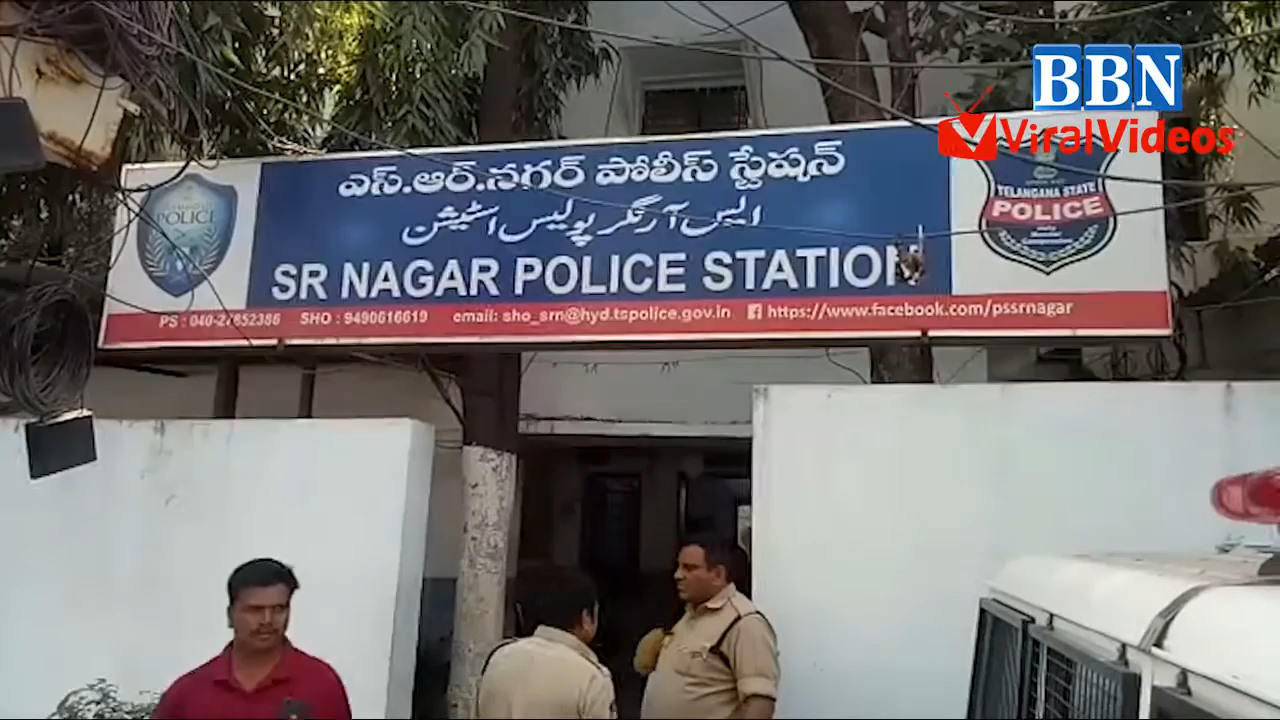 BBN
ViralVideos
ఎస్.ఆర్.నగర్ పోలీస్ స్టేషన్
ایس آر نگر پولیس اسٹیشن
SR NAGAR POLICE STATION
POLICE
TELANGANA STATE
POLICE
PS : 040-27852386 SHO : 9490616619 email: sho_srn@hyd.tspolice.gov.in https://www.facebook.com/pssrnagar